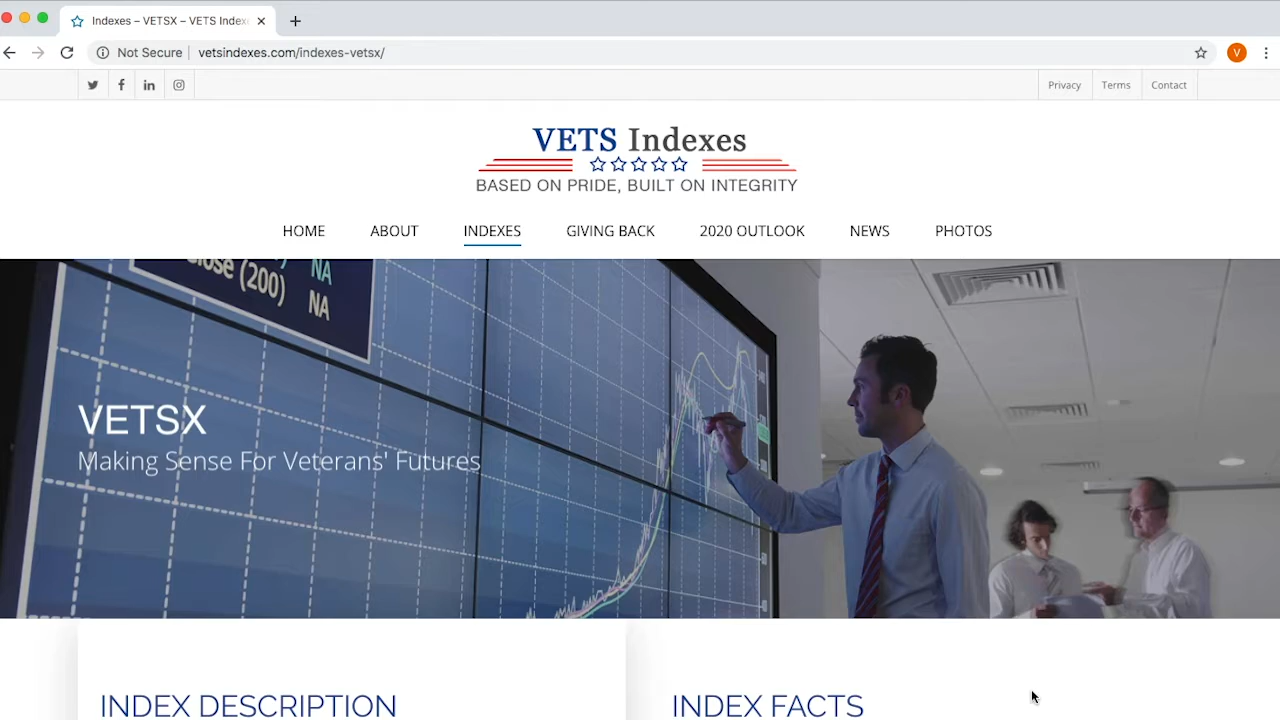 Indexes – VETSX – VETS Index
Not Secure
vetsindexes.com/indexes-vetsx/
V
Privacy
Terms
Contact
VETS Indexes
BASED ON PRIDE, BUILT ON INTEGRITY
HOME
ABOUT
INDEXES
GIVING BACK
2020 OUTLOOK
NEWS
PHOTOS
Close (200)
NA
NA
VETSX
Making Sense For Veterans' Futures
INDEX DESCRIPTION
INDEX FACTS